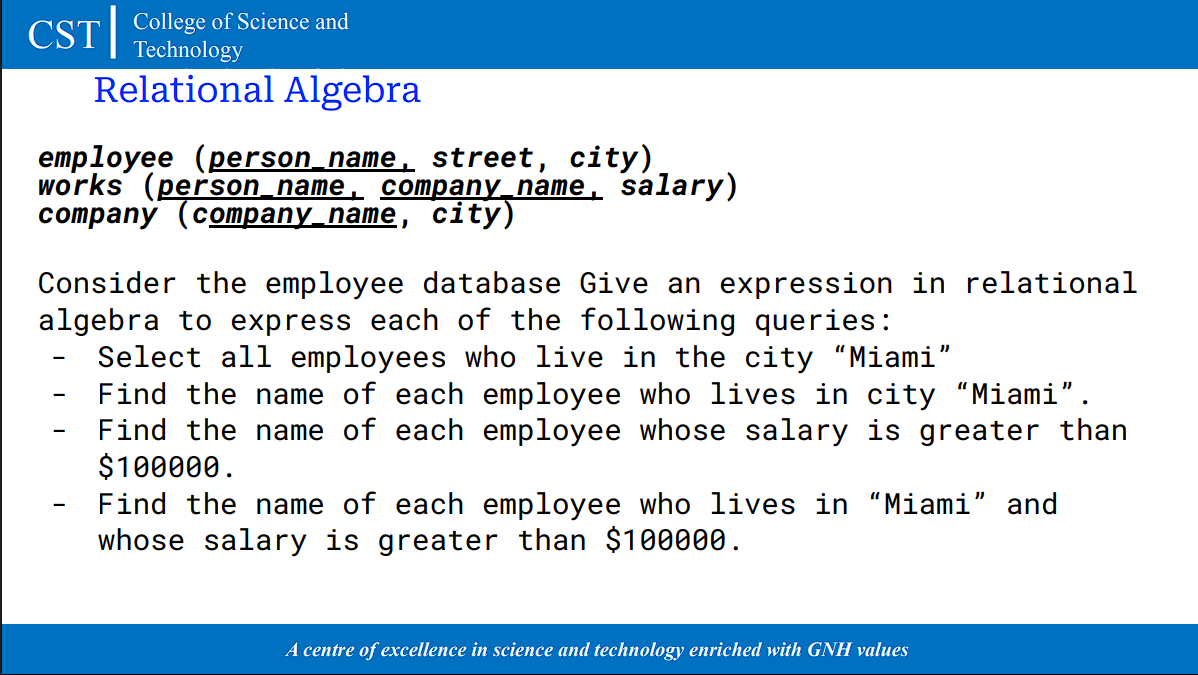 CST
College of Science and
Technology
Relational Algebra
employee (person_name, street, city)
works (person_name, company_name, salary)
company (company_name, city)
Consider the employee database Give an expression in relational
algebra to express each of the following queries:
- Select all employees who live in the city “Miami”
- Find the name of each employee who lives in city “Miami”.
- Find the name of each employee whose salary is greater than
$100000.
- Find the name of each employee who lives in “Miami” and
whose salary is greater than $100000.
A centre of excellence in science and technology enriched with GNH values